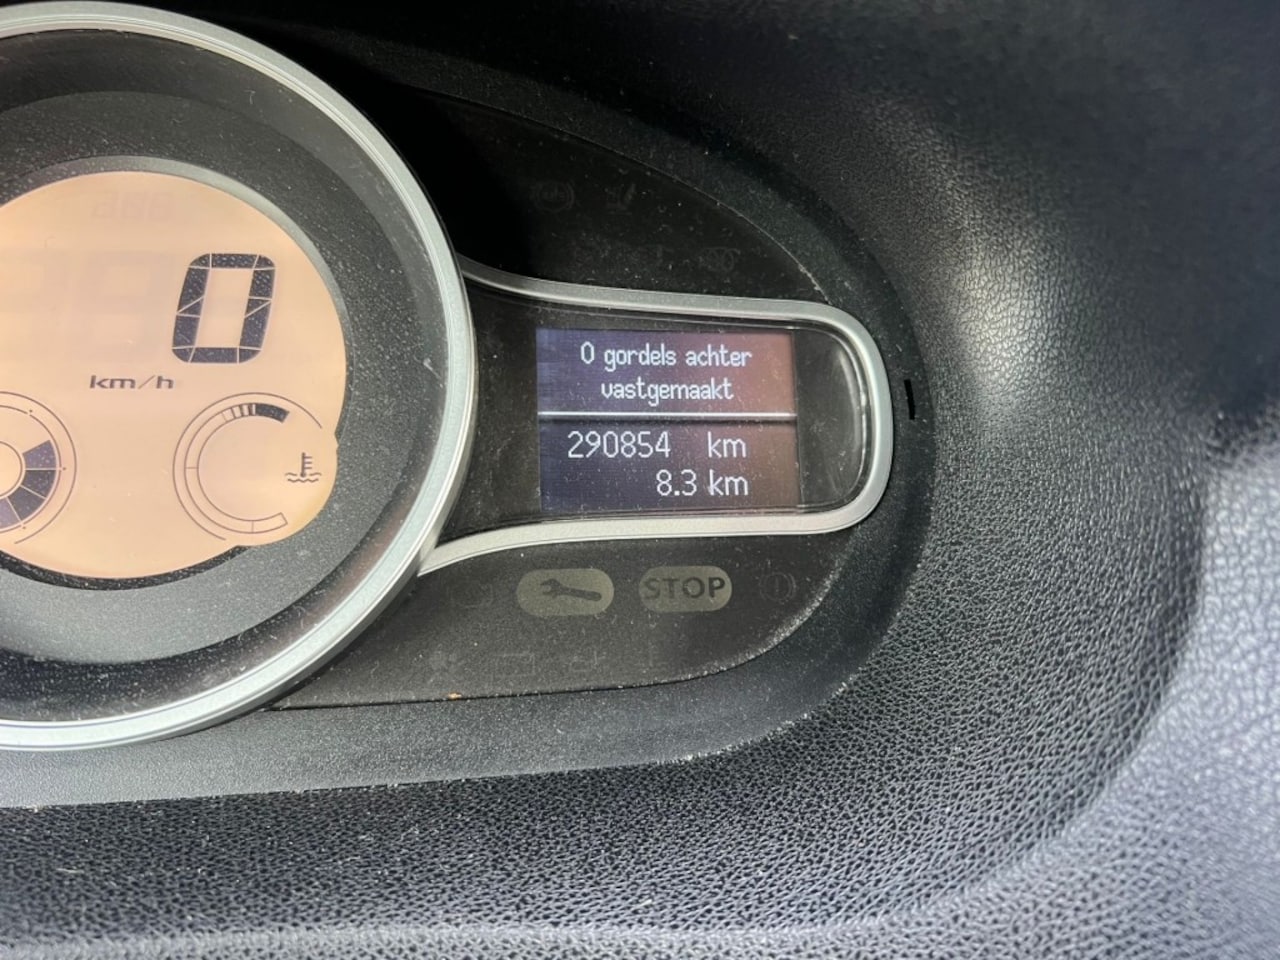 0
km/h
0 gordels achter
vastgemaakt
290854 km
8.3 km
STOP